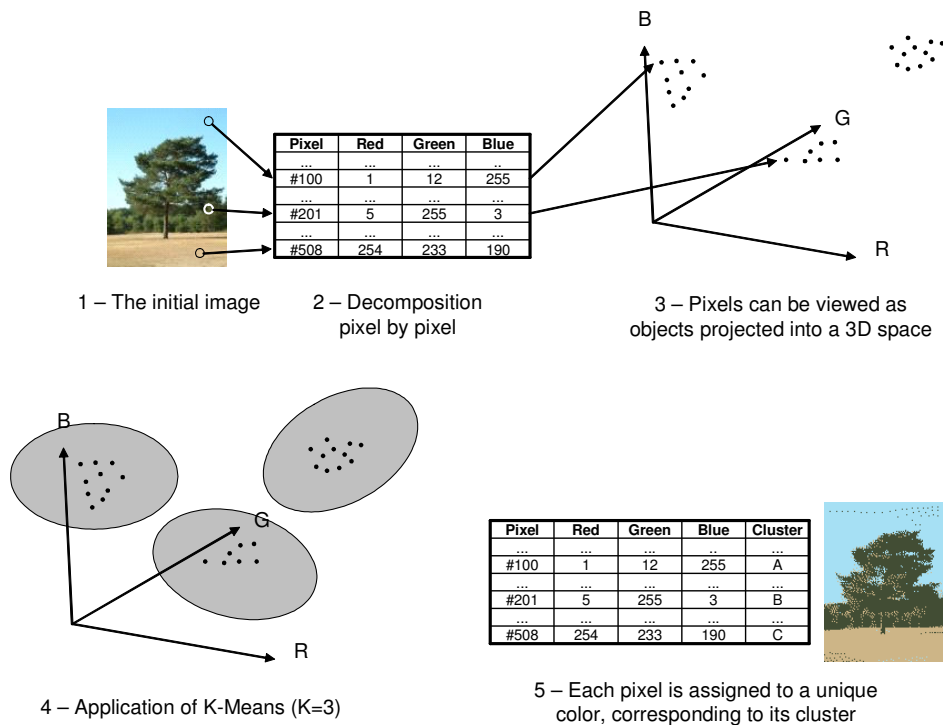 B
G
R
Pixel Red Green Blue
... ... ... ..
#100 1 12 255
... ... ... ...
#201 5 255 3
... ... ... ...
#508 254 233 190
1 – The initial image
2 – Decomposition
pixel by pixel
3 – Pixels can be viewed as
objects projected into a 3D space
B
G
R
4 – Application of K-Means (K=3)
Pixel Red Green Blue Cluster
... ... ... .. ...
#100 1 12 255 A
... ... ... ... ...
#201 5 255 3 B
... ... ... ... ...
#508 254 233 190 C
5 – Each pixel is assigned to a unique
color, corresponding to its cluster